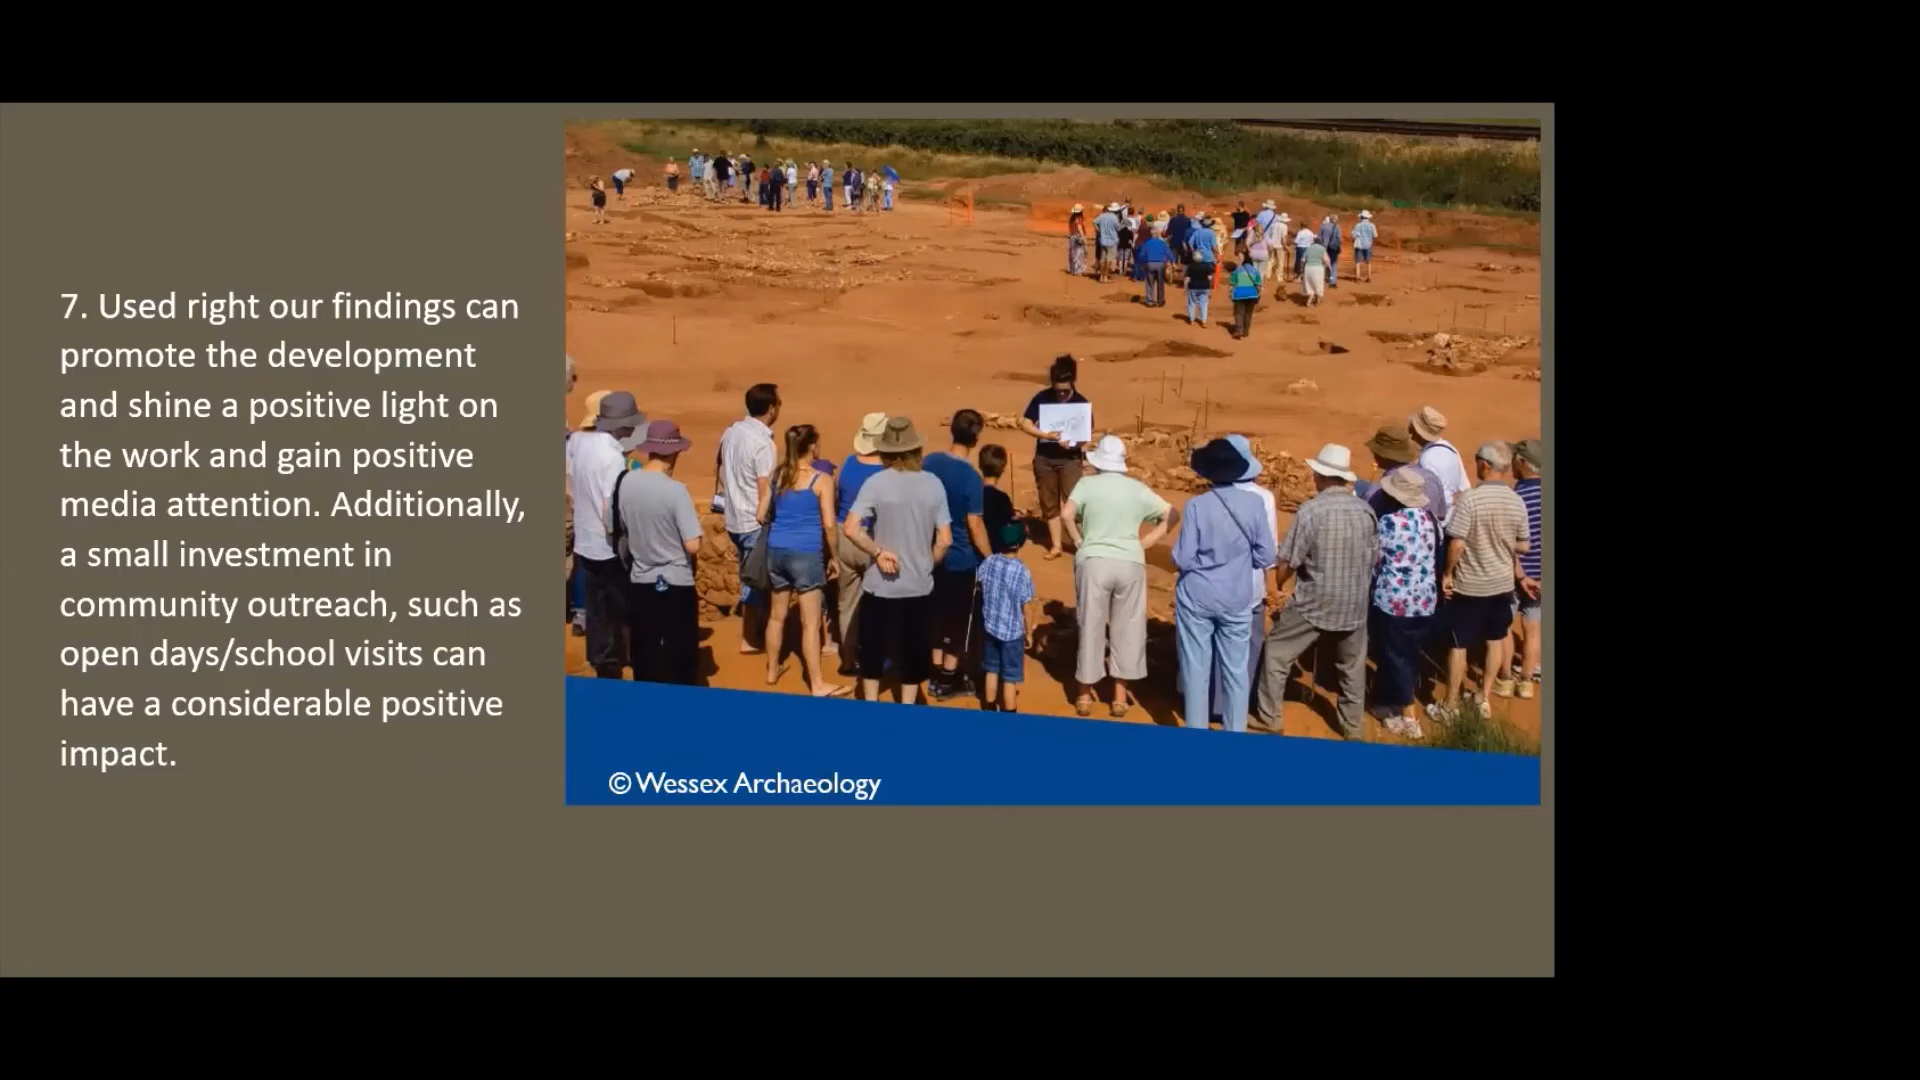 7. Used right our findings can
promote the development
and shine a positive light on
the work and gain positive
media attention. Additionally,
a small investment in
community outreach, such as
open days/school visits can
have a considerable positive
impact.
© Wessex Archaeology